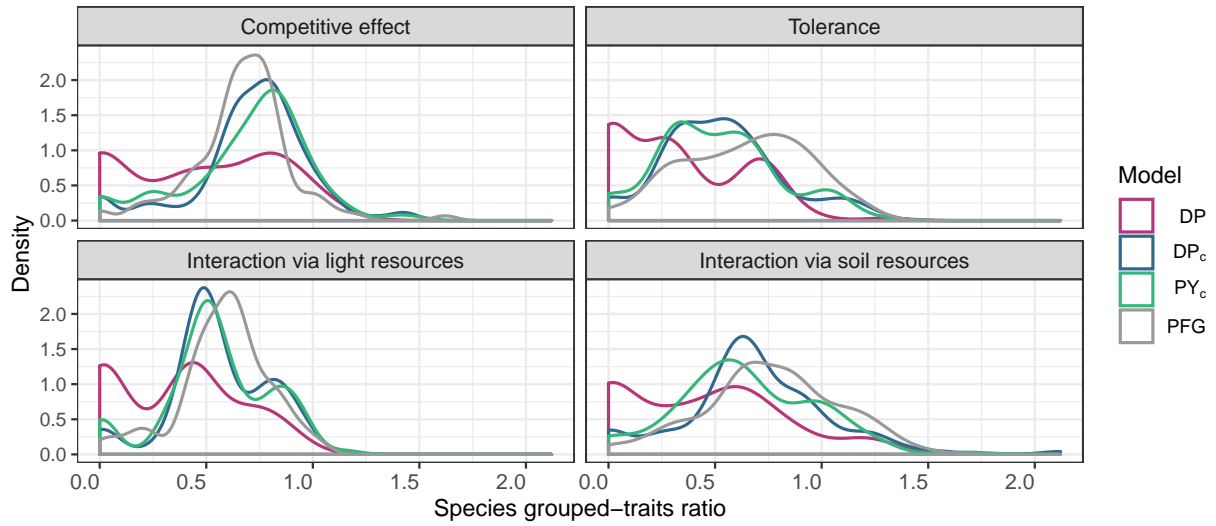 Competitive effect
Tolerance
2.0
1.5
1.0
0.5
0.0
Interaction via light resources
Interaction via soil resources
2.0
1.5
1.0
0.5
0.0
0.0 0.5 1.0 1.5 2.0
0.0 0.5 1.0 1.5 2.0
Density
Species grouped−traits ratio
Model
DP
DPc
PYc
PFG